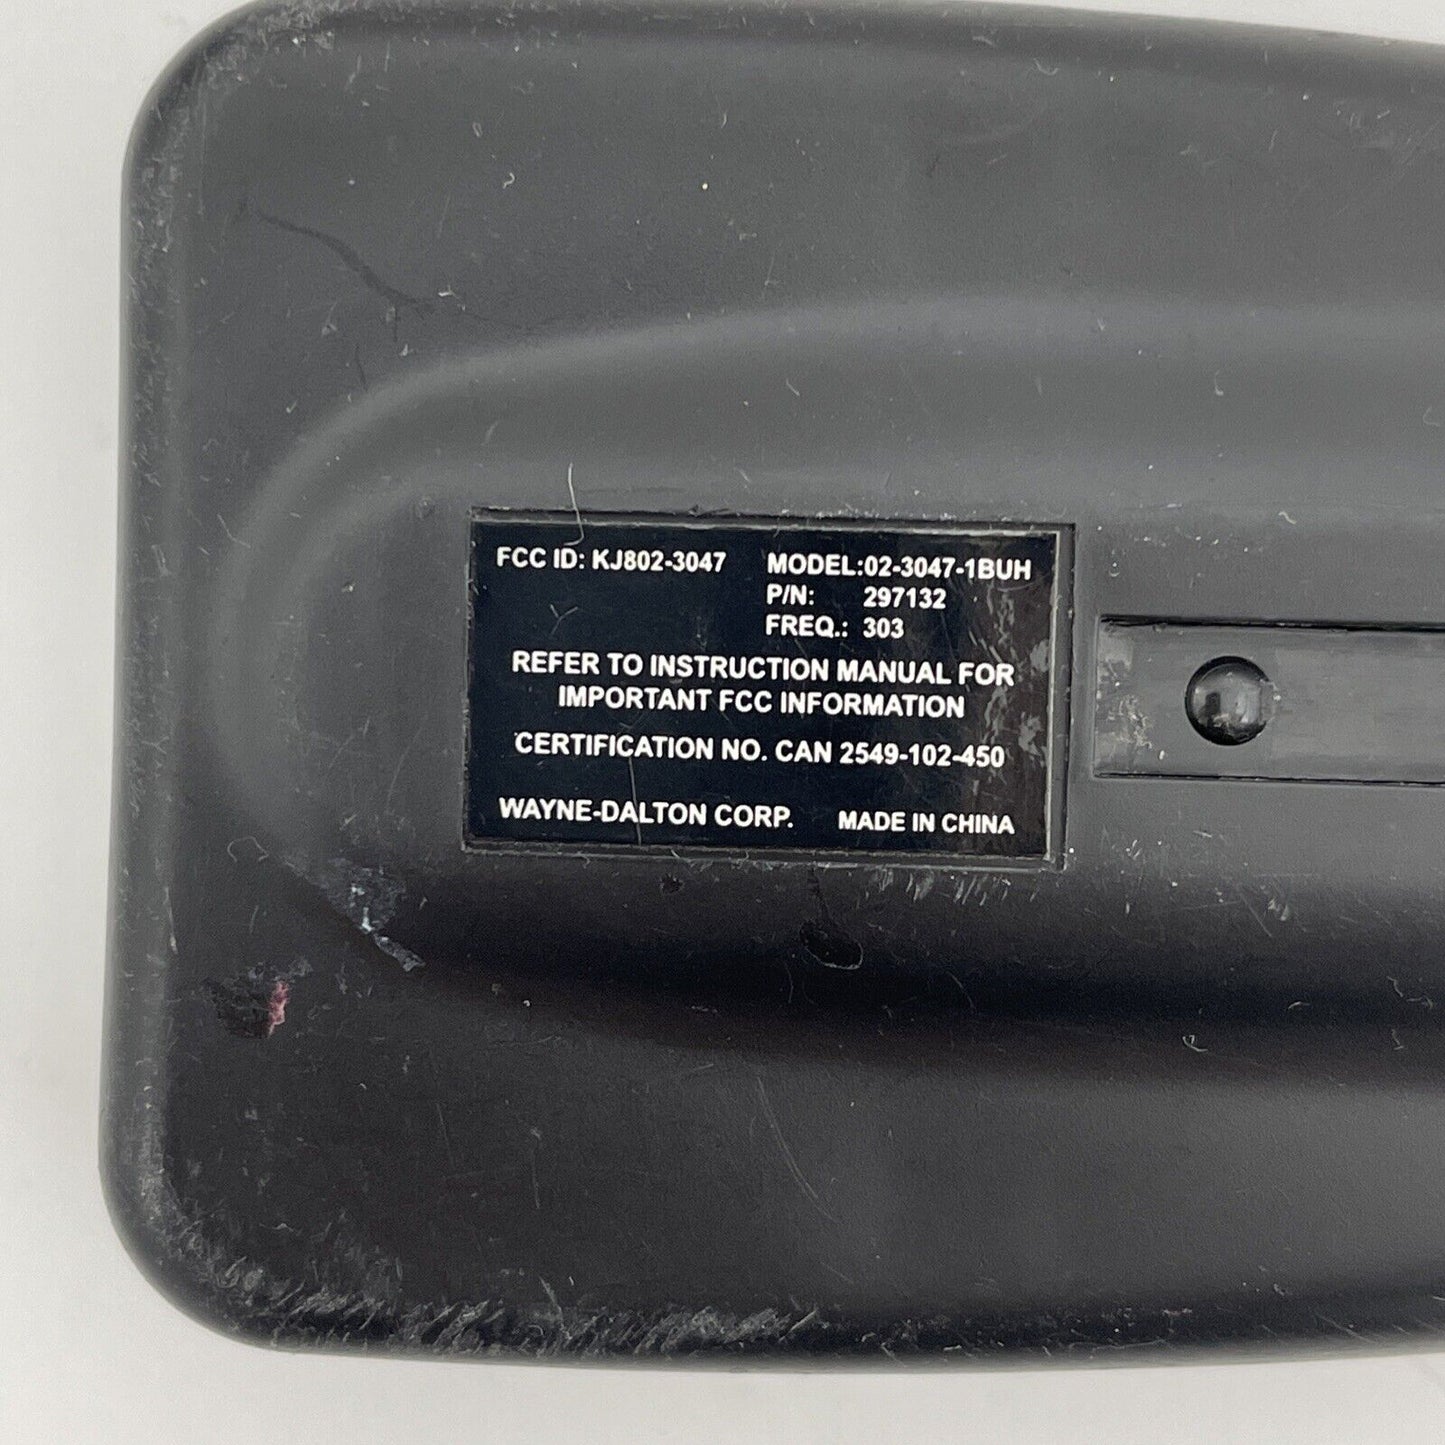 FCC ID: KJ802-3047 MODEL:02-3047-1BUH
P/N: 297132
FREQ.: 303
REFER TO INSTRUCTION MANUAL FOR
IMPORTANT FCC INFORMATION
CERTIFICATION NO. CAN 2549-102-450
WAYNE-DALTON CORP. MADE IN CHINA